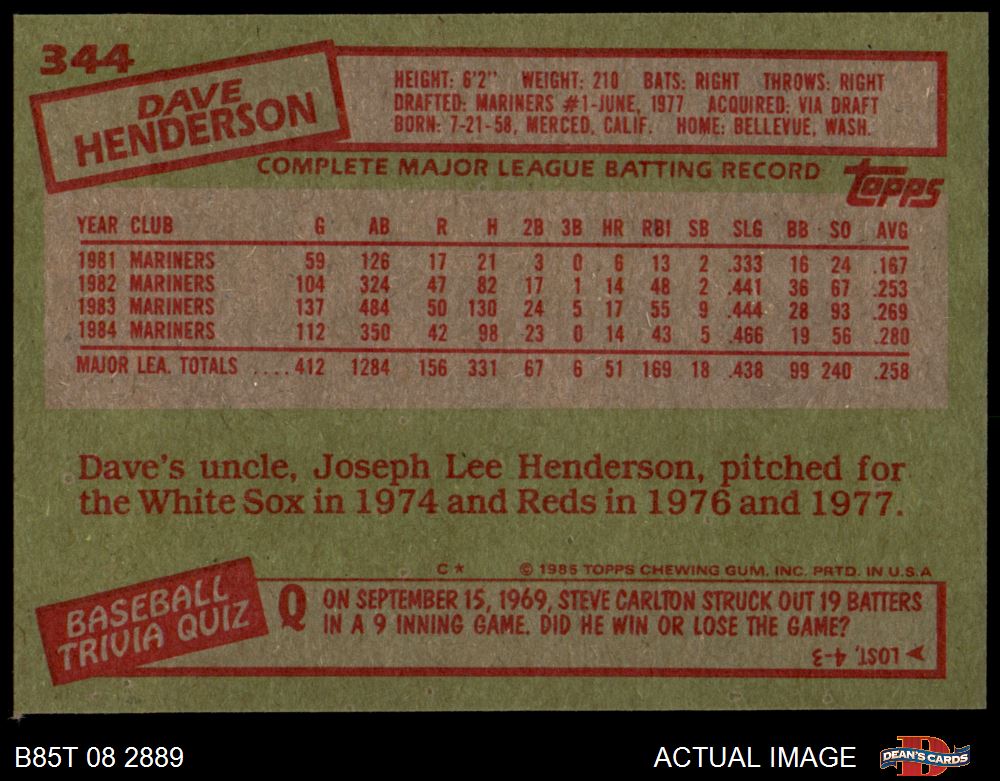 344
DAVE
HENDERSON
HEIGHT: 6'2" WEIGHT: 210 BATS: RIGHT THROWS: RIGHT
DRAFTED: MARINERS #1-JUNE, 1977 ACQUIRED: VIA DRAFT
BORN: 7-21-58, MERCED, CALIF. HOME: BELLEVUE, WASH.
COMPLETE MAJOR LEAGUE BATTING RECORD
topps
YEAR CLUB G AB R H 2B 3B HR RBI SB SLG BB SO AVG
1981 MARINERS 59 126 17 21 3 0 6 13 2 .333 16 24 .167
1982 MARINERS 104 324 47 82 17 1 14 48 2 .441 36 67 .253
1983 MARINERS 137 484 50 130 24 5 17 55 9 .444 28 93 .269
1984 MARINERS 112 350 42 98 23 0 14 43 5 .466 19 56 .280
MAJOR LEA. TOTALS ....412 1284 156 331 67 6 51 169 18 .438 99 240 .258
Dave's uncle, Joseph Lee Henderson, pitched for
the White Sox in 1974 and Reds in 1976 and 1977.
C* © 1985 TOPPS CHEWING GUM, INC. PRTD. IN U.S.A
BASEBALL
TRIVIA QUIZ
Q ON SEPTEMBER 15, 1969, STEVE CARLTON STRUCK OUT 19 BATTERS
IN A 9 INNING GAME. DID HE WIN OR LOSE THE GAME?
LOST, 4-3
B85T 08 2889
ACTUAL IMAGE
DEAN'S CARDS